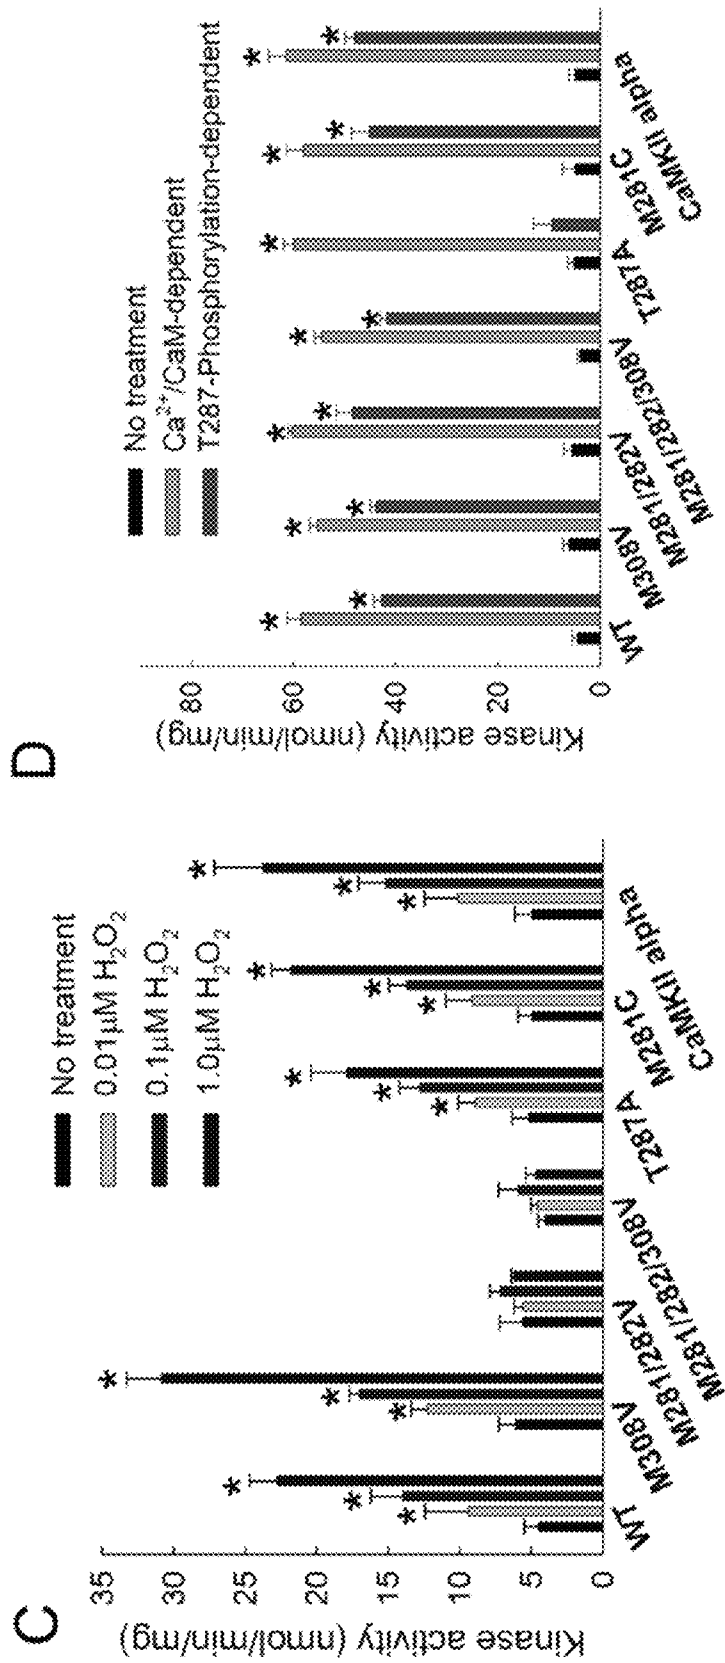 C
Kinase activity (nmol/min/mg)
35
30
25
20
15
10
5
0
No treatment
0.01μM H₂O₂
0.1μM H₂O₂
1.0μM H₂O₂
* * *
* * *
* * *
* * *
* * *
WT
M308V
M281/282V
M281/282/308V
T287A
M281C
CaMKII alpha
D
Kinase activity (nmol/min/mg)
80
60
40
20
0
No treatment
Ca²⁺/CaM-dependent
T287-Phosphorylation-dependent
* *
* *
* *
* *
*
* *
* *
WT
M308V
M281/282V
M281/282/308V
T287A
M281C
CaMKII alpha